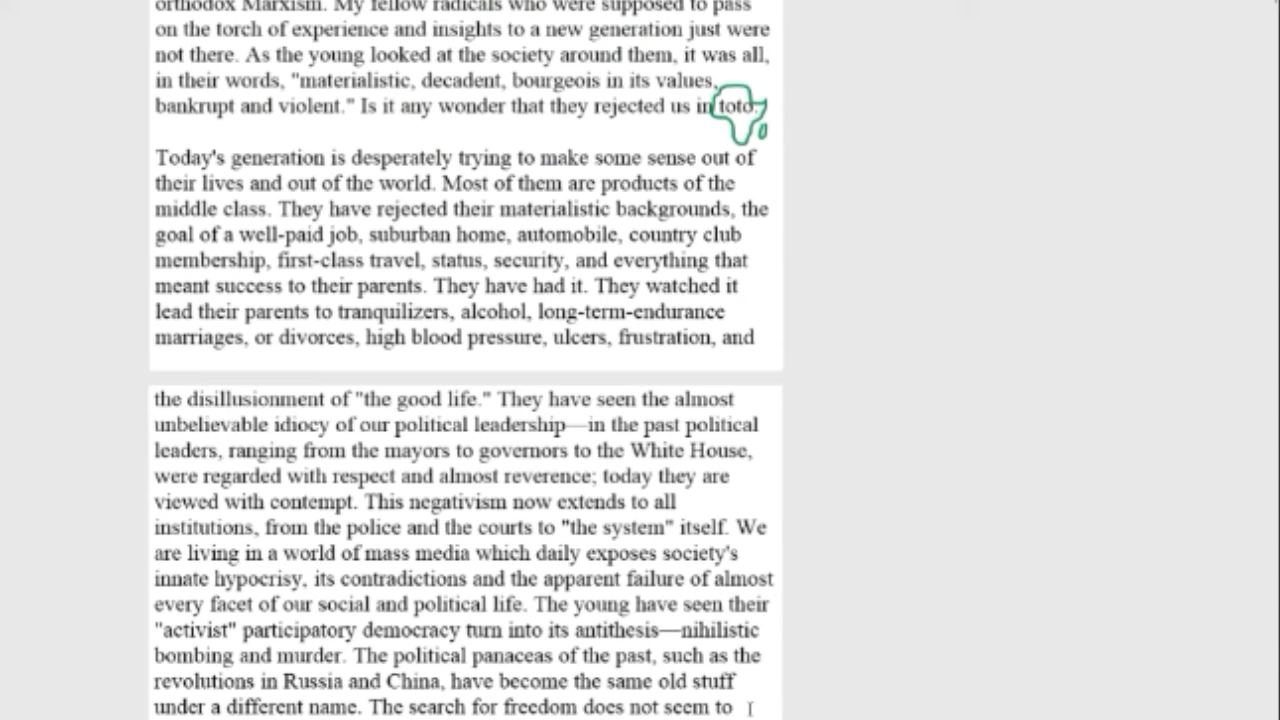 orthodox Marxism. My fellow radicals who were supposed to pass
on the torch of experience and insights to a new generation just were
not there. As the young looked at the society around them, it was all,
in their words, "materialistic, decadent, bourgeois in its values,
bankrupt and violent." Is it any wonder that they rejected us in toto.
Today's generation is desperately trying to make some sense out of
their lives and out of the world. Most of them are products of the
middle class. They have rejected their materialistic backgrounds, the
goal of a well-paid job, suburban home, automobile, country club
membership, first-class travel, status, security, and everything that
meant success to their parents. They have had it. They watched it
lead their parents to tranquilizers, alcohol, long-term-endurance
marriages, or divorces, high blood pressure, ulcers, frustration, and
the disillusionment of "the good life." They have seen the almost
unbelievable idiocy of our political leadership—in the past political
leaders, ranging from the mayors to governors to the White House,
were regarded with respect and almost reverence; today they are
viewed with contempt. This negativism now extends to all
institutions, from the police and the courts to "the system" itself. We
are living in a world of mass media which daily exposes society's
innate hypocrisy, its contradictions and the apparent failure of almost
every facet of our social and political life. The young have seen their
"activist" participatory democracy turn into its antithesis—nihilistic
bombing and murder. The political panaceas of the past, such as the
revolutions in Russia and China, have become the same old stuff
under a different name. The search for freedom does not seem to